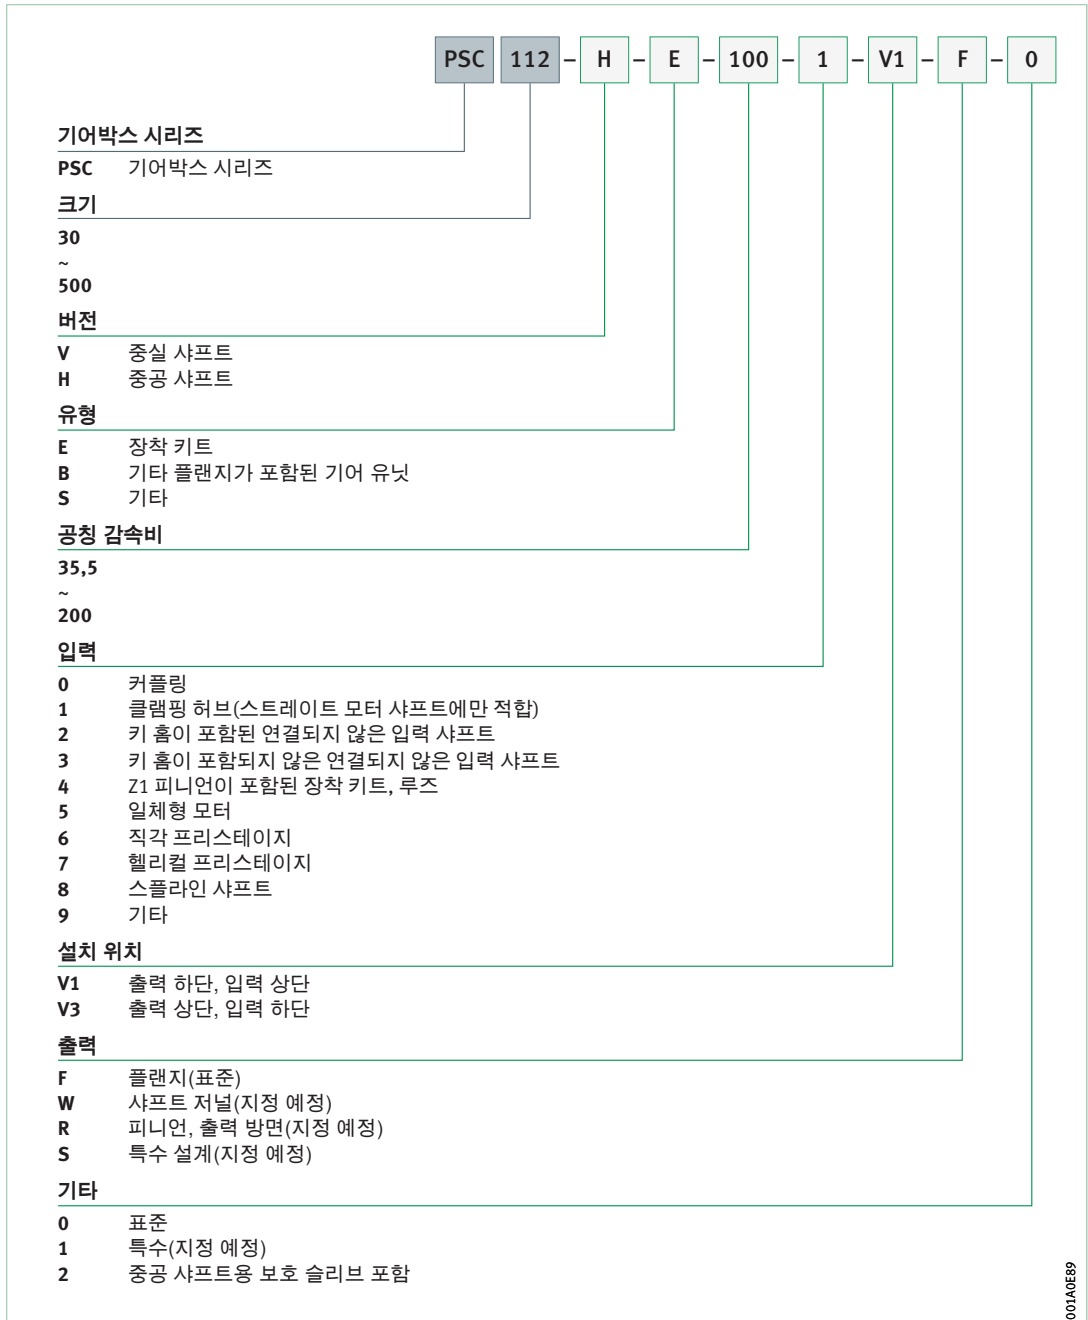 PSC 112 – H – E – 100 – 1 – V1 – F – 0
기어박스 시리즈
PSC 기어박스 시리즈
크기
30
~
500
버전
V 중실 샤프트
H 중공 샤프트
유형
E 장착 키트
B 기타 플랜지가 포함된 기어 유닛
S 기타
공칭 감속비
35,5
~
200
입력
0 커플링
1 클램핑 허브(스트레이트 모터 샤프트에만 적합)
2 키 홈이 포함된 연결되지 않은 입력 샤프트
3 키 홈이 포함되지 않은 연결되지 않은 입력 샤프트
4 Z1 피니언이 포함된 장착 키트, 루즈
5 일체형 모터
6 직각 프리스테이지
7 헬리컬 프리스테이지
8 스플라인 샤프트
9 기타
설치 위치
V1 출력 하단, 입력 상단
V3 출력 상단, 입력 하단
출력
F 플랜지(표준)
W 샤프트 저널(지정 예정)
R 피니언, 출력 방면(지정 예정)
S 특수 설계(지정 예정)
기타
0 표준
1 특수(지정 예정)
2 중공 샤프트용 보호 슬리브 포함
001A0E89